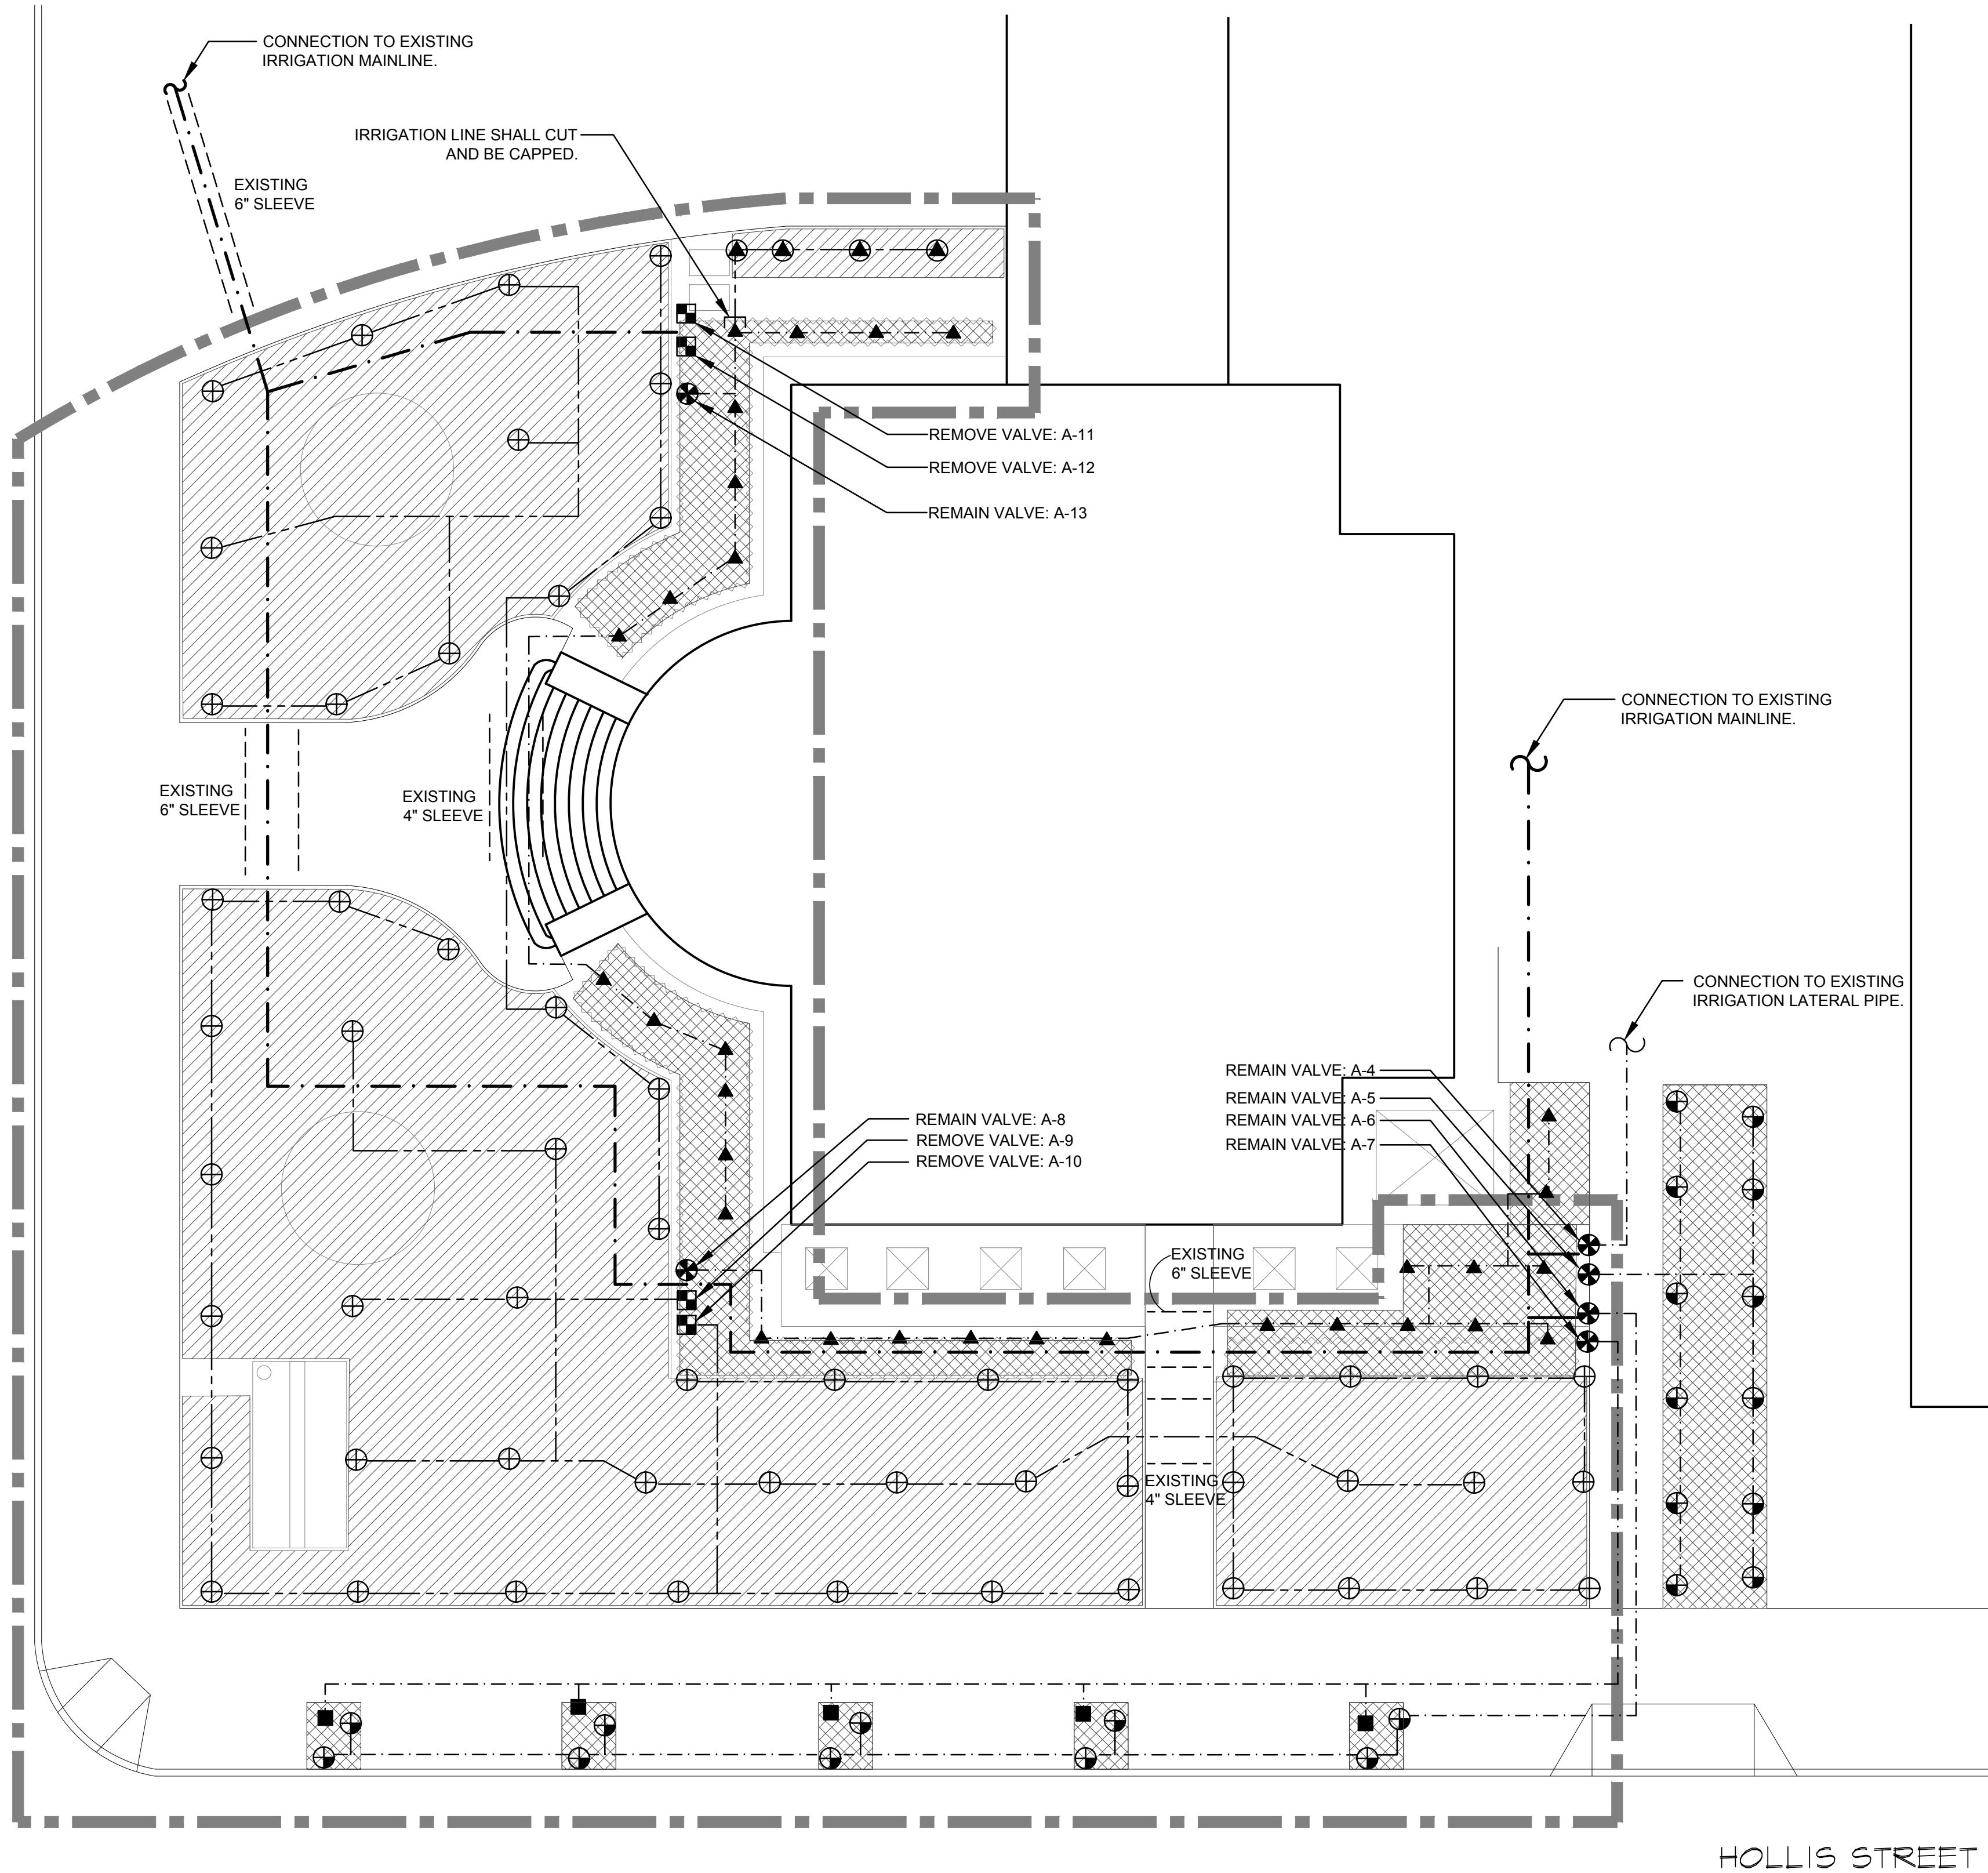 CONNECTION TO EXISTING
IRRIGATION MAINLINE.
IRRIGATION LINE SHALL CUT
AND BE CAPPED.
EXISTING
6" SLEEVE
REMOVE VALVE: A-11
REMOVE VALVE: A-12
REMAIN VALVE: A-13
CONNECTION TO EXISTING
IRRIGATION MAINLINE.
EXISTING
6" SLEEVE
EXISTING
4" SLEEVE
CONNECTION TO EXISTING
IRRIGATION LATERAL PIPE.
REMAIN VALVE: A-4
REMAIN VALVE: A-5
REMAIN VALVE: A-6
REMAIN VALVE: A-7
REMAIN VALVE: A-8
REMOVE VALVE: A-9
REMOVE VALVE: A-10
EXISTING
6" SLEEVE
EXISTING
4" SLEEVE
HOLLIS STREET